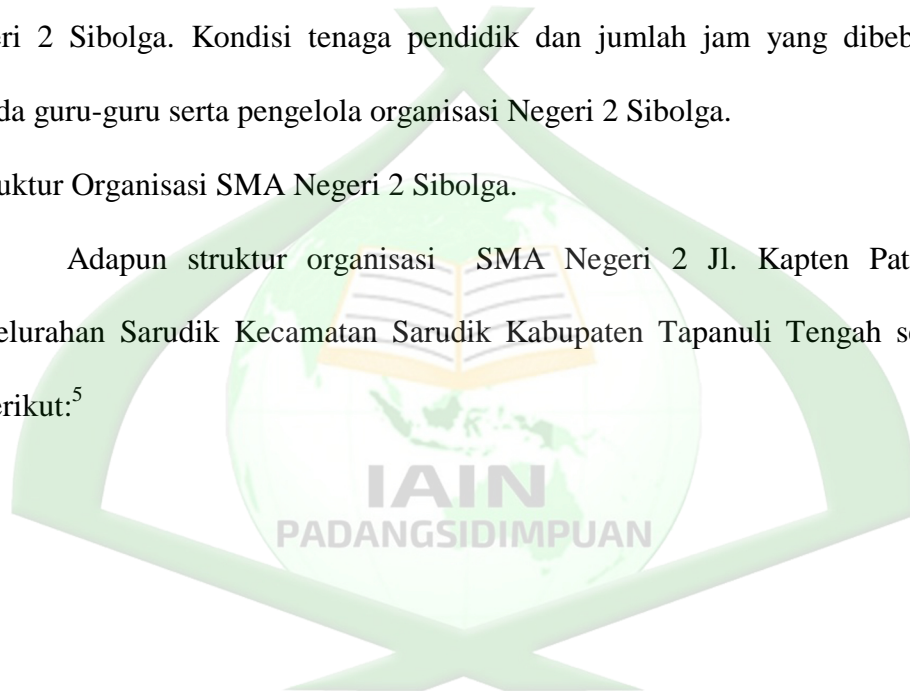 eri 2 Sibolga. Kondisi tenaga pendidik dan jumlah jam yang dibeb
da guru-guru serta pengelola organisasi Negeri 2 Sibolga.
uktur Organisasi SMA Negeri 2 Sibolga.
Adapun struktur organisasi SMA Negeri 2 Jl. Kapten Pat
elurahan Sarudik Kecamatan Sarudik Kabupaten Tapanuli Tengah se
erikut:5
IAIN
PADANGSIDIMPUAN